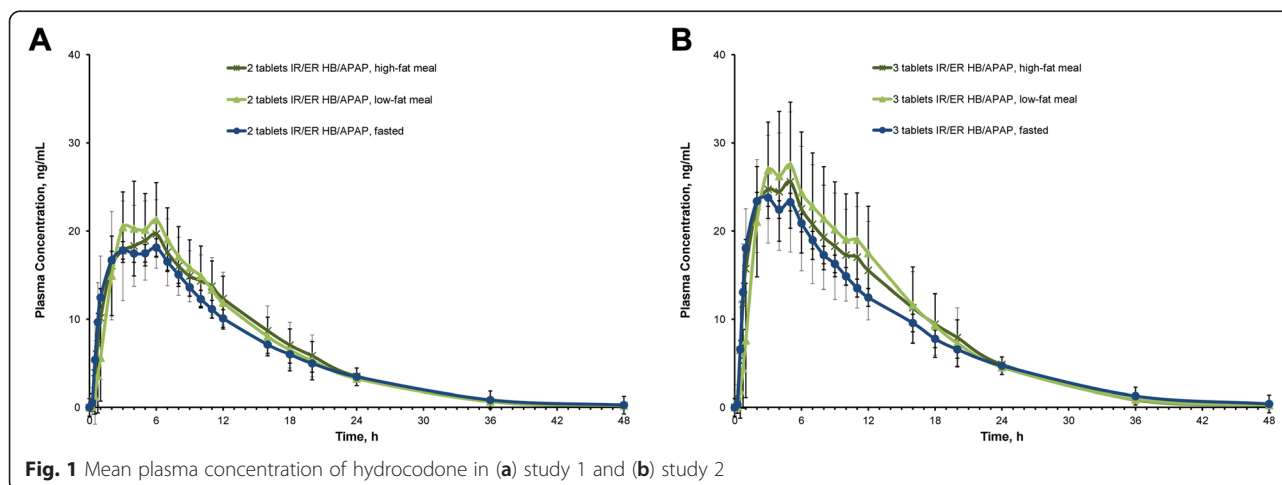 A
40
30
20
10
0
Plasma Concentration, ng/mL
2 tablets IR/ER HB/APAP, high-fat meal
2 tablets IR/ER HB/APAP, low-fat meal
2 tablets IR/ER HB/APAP, fasted
0 6 12 18 24 30 36 42 48
Time, h
B
40
30
20
10
0
Plasma Concentration, ng/mL
3 tablets IR/ER HB/APAP, high-fat meal
3 tablets IR/ER HB/APAP, low-fat meal
3 tablets IR/ER HB/APAP, fasted
0 6 12 18 24 30 36 42 48
Time, h
Fig. 1 Mean plasma concentration of hydrocodone in (a) study 1 and (b) study 2